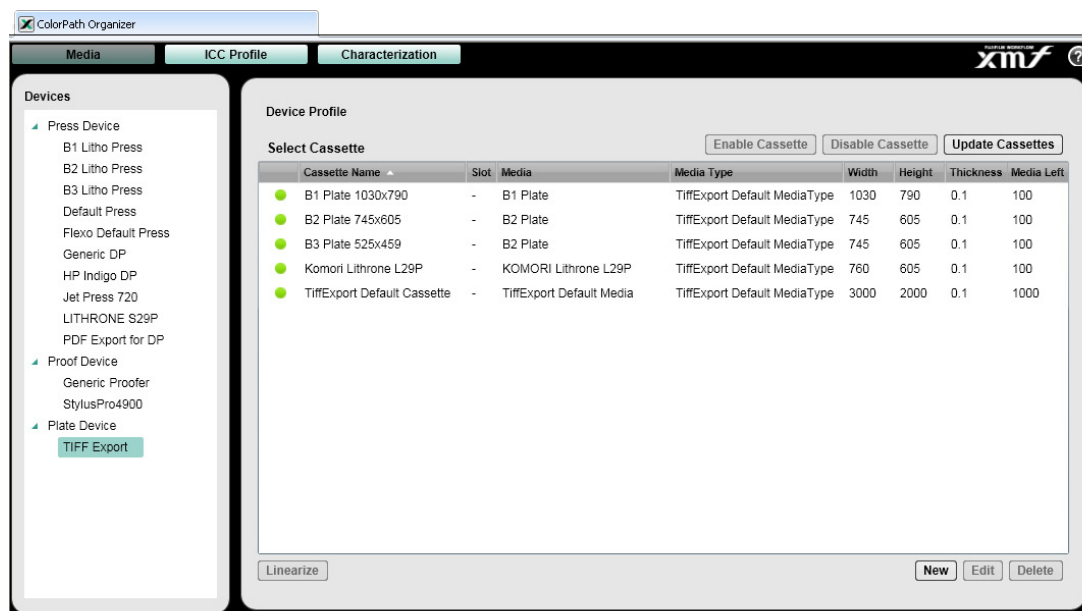 ColorPath Organizer
Media ICC Profile Characterization FUJIFILM WORKFLOW xmf ?
Devices
Press Device
B1 Litho Press
B2 Litho Press
B3 Litho Press
Default Press
Flexo Default Press
Generic DP
HP Indigo DP
Jet Press 720
LITHRONE S29P
PDF Export for DP
Proof Device
Generic Proofer
StylusPro4900
Plate Device
TIFF Export
Device Profile
Select Cassette Enable Cassette Disable Cassette Update Cassettes
Cassette Name Slot Media Media Type Width Height Thickness Media Left
B1 Plate 1030x790 - B1 Plate TiffExport Default MediaType 1030 790 0.1 100
B2 Plate 745x605 - B2 Plate TiffExport Default MediaType 745 605 0.1 100
B3 Plate 525x459 - B2 Plate TiffExport Default MediaType 745 605 0.1 100
Komori Lithrone L29P - KOMORI Lithrone L29P TiffExport Default MediaType 760 605 0.1 100
TiffExport Default Cassette - TiffExport Default Media TiffExport Default MediaType 3000 2000 0.1 1000
Linearize New Edit Delete